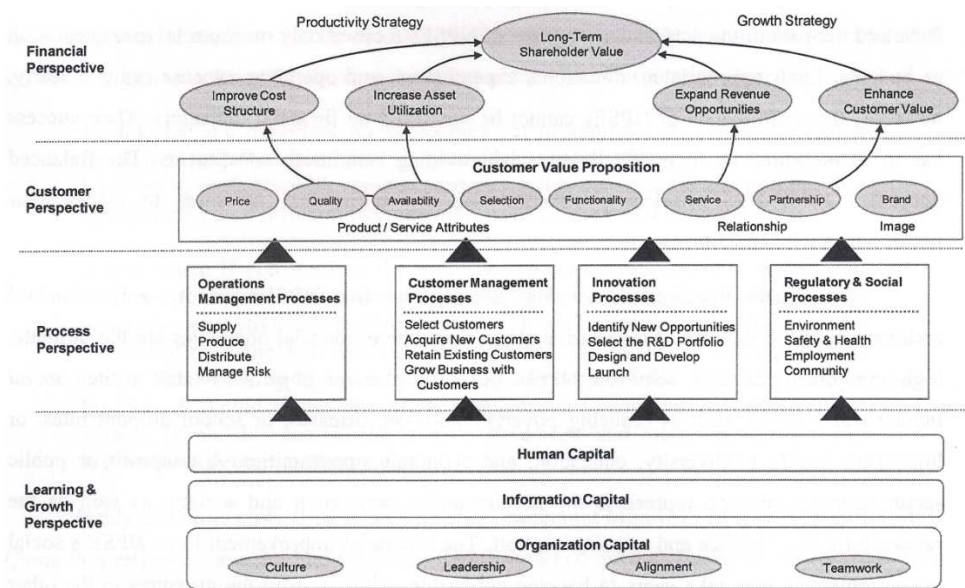 Productivity Strategy
Growth Strategy
Financial
Perspective
Long-Term
Shareholder Value
Improve Cost
Structure
Increase Asset
Utilization
Expand Revenue
Opportunities
Enhance
Customer Value
Customer
Perspective
Customer Value Proposition
Price
Quality
Availability
Selection
Functionality
Service
Partnership
Brand
Product / Service Attributes
Relationship
Image
Process
Perspective
Operations
Management Processes
Supply
Produce
Distribute
Manage Risk
Customer Management
Processes
Select Customers
Acquire New Customers
Retain Existing Customers
Grow Business with
Customers
Innovation
Processes
Identify New Opportunities
Select the R&D Portfolio
Design and Develop
Launch
Regulatory & Social
Processes
Environment
Safety & Health
Employment
Community
Learning &
Growth
Perspective
Human Capital
Information Capital
Organization Capital
Culture
Leadership
Alignment
Teamwork